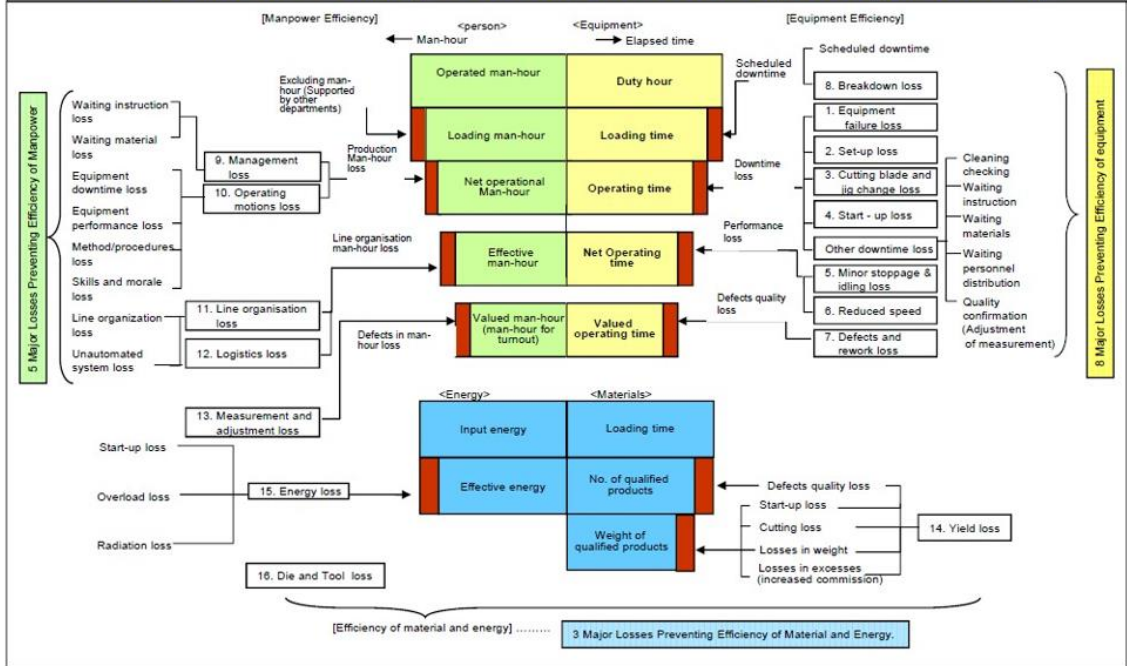 [Manpower Efficiency]
<person>
<Equipment>
[Equipment Efficiency]
Man-hour
Elapsed time
5 Major Losses Preventing Efficiency of Manpower
Waiting instruction
loss
Waiting material
loss
Equipment
downtime loss
Equipment
performance loss
Method/procedures
loss
Skills and morale
loss
Line organization
loss
Unautomated
system loss
9. Management
loss
10. Operating
motions loss
11. Line organisation
loss
12. Logistics loss
13. Measurement and
adjustment loss
Excluding man-
hour (Supported
by other
departments)
Production
Man-hour loss
Line organisation
man-hour loss
Defects in man-
hour loss
Operated man-hour
Duty hour
Loading man-hour
Loading time
Net operational
Man-hour
Operating time
Effective
man-hour
Net Operating
time
Valued man-hour
(man-hour for
turnout)
Valued
operating time
Scheduled
downtime
Downtime
loss
Performance
loss
Defects quality
loss
Scheduled downtime
8. Breakdown loss
1. Equipment
failure loss
2. Set-up loss
3. Cutting blade and
jig change loss
4. Start - up loss
Other downtime loss
5. Minor stoppage &
idling loss
6. Reduced speed
7. Defects and
rework loss
Cleaning
checking
Waiting
instruction
Waiting
materials
Waiting
personnel
distribution
Quality
confirmation
(Adjustment
of measurement)
8 Major Losses Preventing Efficiency of equipment
<Energy>
<Materials>
Input energy
Loading time
Effective energy
No. of qualified
products
Weight of
qualified products
Start-up loss
Overload loss
Radiation loss
15. Energy loss
16. Die and Tool loss
Defects quality loss
Start-up loss
Cutting loss
Losses in weight
Losses in excesses
(increased commission)
14. Yield loss
[Efficiency of material and energy] .........
3 Major Losses Preventing Efficiency of Material and Energy.